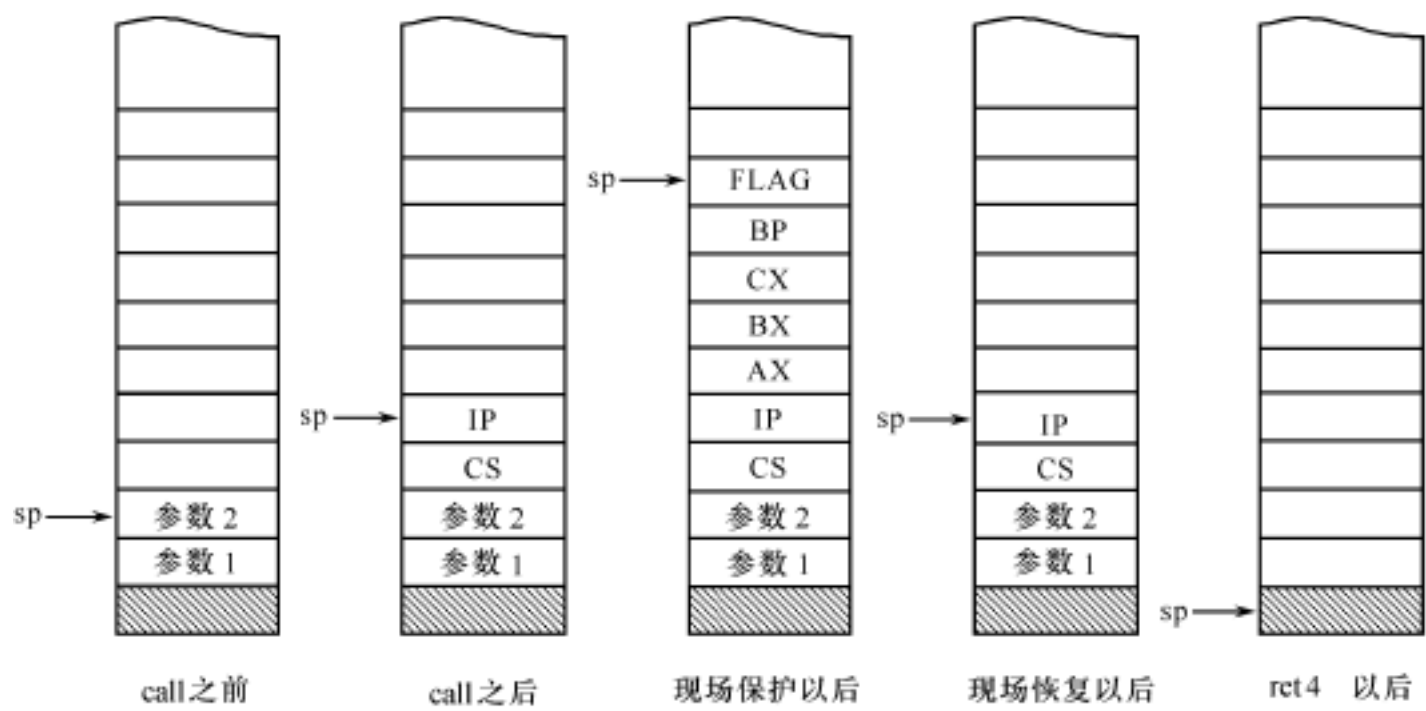 sp
参数 2
参数 1
call之前
sp
IP
CS
参数 2
参数 1
call之后
sp
FLAG
BP
CX
BX
AX
IP
CS
参数 2
参数 1
现场保护以后
sp
IP
CS
参数 2
参数 1
现场恢复以后
sp
ret 4 以后